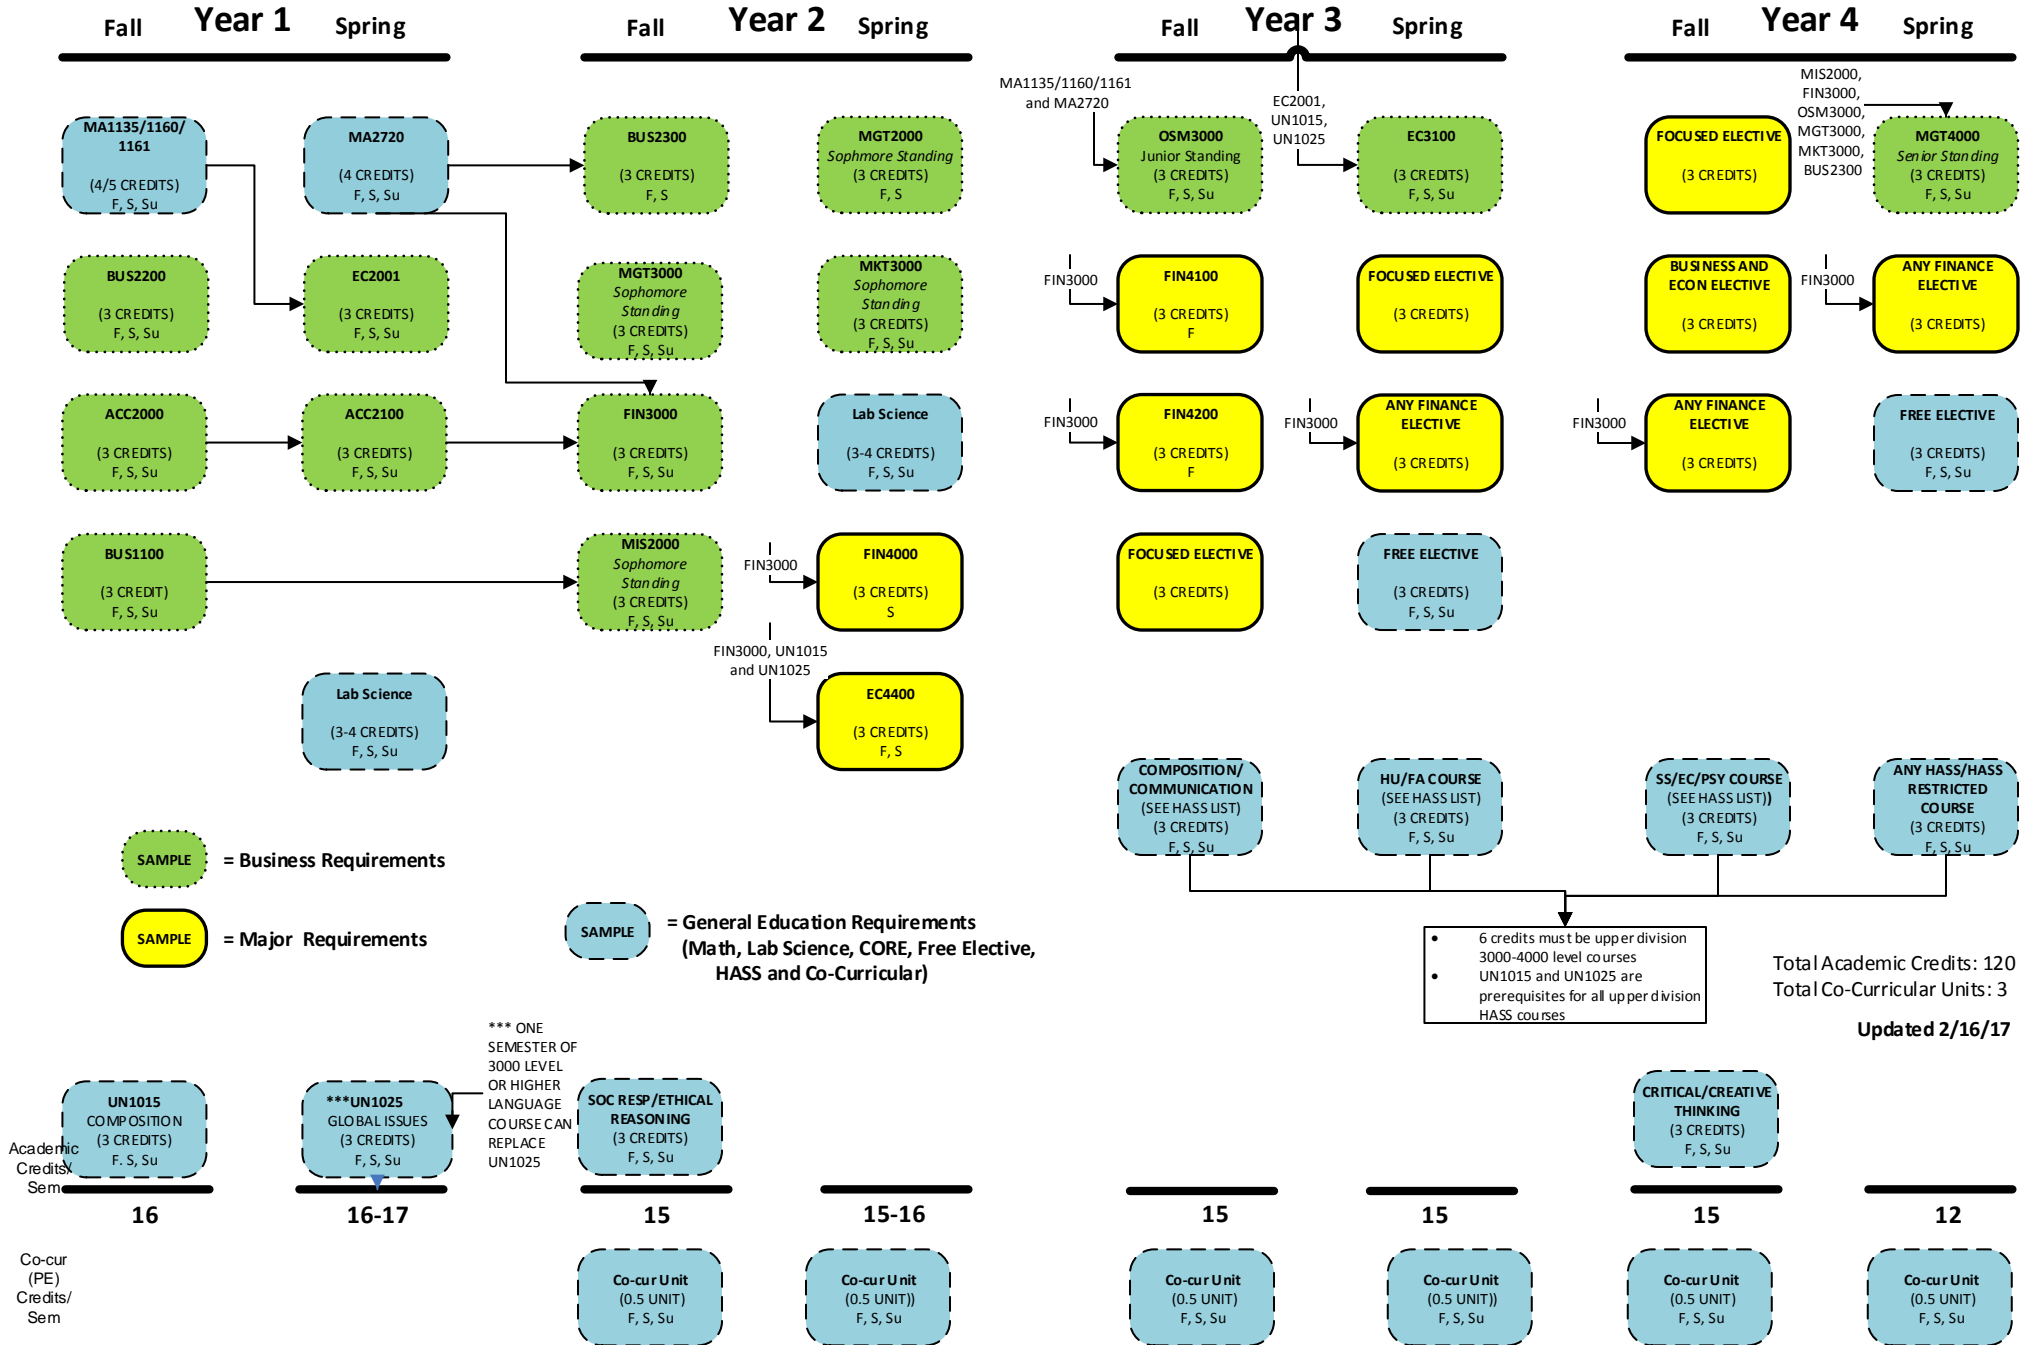 Year 1
Fall
Spring
Year 2
Fall
Spring
Year 3
Fall
Spring
Year 4
Fall
Spring
MA1135/1160/
1161
(4/5 CREDITS)
F, S, Su
MA2720
(4 CREDITS)
F, S, Su
BUS2300
(3 CREDITS)
F, S
MGT2000
Sophmore Standing
(3 CREDITS)
F, S
MA1135/1160/1161
and MA2720
OSM3000
Junior Standing
(3 CREDITS)
F, S, Su
EC2001,
UN1015,
UN1025
EC3100
(3 CREDITS)
F, S, Su
FOCUSED ELECTIVE
(3 CREDITS)
MIS2000,
FIN3000,
OSM3000,
MGT3000,
MKT3000,
BUS2300
MGT4000
Senior Standing
(3 CREDITS)
F, S, Su
BUS2200
(3 CREDITS)
F, S, Su
EC2001
(3 CREDITS)
F, S, Su
MGT3000
Sophomore
Standing
(3 CREDITS)
F, S, Su
MKT3000
Sophomore
Standing
(3 CREDITS)
F, S, Su
FIN3000
FIN4100
(3 CREDITS)
F
FOCUSED ELECTIVE
(3 CREDITS)
BUSINESS AND
ECON ELECTIVE
(3 CREDITS)
FIN3000
ANY FINANCE
ELECTIVE
(3 CREDITS)
ACC2000
(3 CREDITS)
F, S, Su
ACC2100
(3 CREDITS)
F, S, Su
FIN3000
(3 CREDITS)
F, S, Su
Lab Science
(3-4 CREDITS)
F, S, Su
FIN3000
FIN4200
(3 CREDITS)
F
FIN3000
ANY FINANCE
ELECTIVE
(3 CREDITS)
FIN3000
ANY FINANCE
ELECTIVE
(3 CREDITS)
FREE ELECTIVE
(3 CREDITS)
F, S, Su
BUS1100
(3 CREDIT)
F, S, Su
MIS2000
Sophomore
Standing
(3 CREDITS)
F, S, Su
FIN3000
FIN4000
(3 CREDITS)
S
FOCUSED ELECTIVE
(3 CREDITS)
FREE ELECTIVE
(3 CREDITS)
F, S, Su
Lab Science
(3-4 CREDITS)
F, S, Su
FIN3000, UN1015
and UN1025
EC4400
(3 CREDITS)
F, S
COMPOSITION/
COMMUNICATION
(SEE HASS LIST)
(3 CREDITS)
F, S, Su
HU/FA COURSE
(SEE HASS LIST)
(3 CREDITS)
F, S, Su
SS/EC/PSY COURSE
(SEE HASS LIST))
(3 CREDITS)
F, S, Su
ANY HASS/HASS
RESTRICTED
COURSE
(3 CREDITS)
F, S, Su
SAMPLE
= Business Requirements
SAMPLE
= Major Requirements
SAMPLE
= General Education Requirements
(Math, Lab Science, CORE, Free Elective,
HASS and Co-Curricular)
• 6 credits must be upper division
3000-4000 level courses
• UN1015 and UN1025 are
prerequisites for all upper division
HASS courses
Total Academic Credits: 120
Total Co-Curricular Units: 3
Updated 2/16/17
UN1015
COMPOSITION
(3 CREDITS)
F. S, Su
***UN1025
GLOBAL ISSUES
(3 CREDITS)
F, S, Su
*** ONE
SEMESTER OF
3000 LEVEL
OR HIGHER
LANGUAGE
COURSE CAN
REPLACE
UN1025
SOC RESP/ETHICAL
REASONING
(3 CREDITS)
F, S, Su
CRITICAL/CREATIVE
THINKING
(3 CREDITS)
F, S, Su
Academic
Credits/
Sem
16
16-17
15
15-16
15
15
15
12
Co-cur
(PE)
Credits/
Sem
Co-cur Unit
(0.5 UNIT)
F, S, Su
Co-cur Unit
(0.5 UNIT))
F, S, Su
Co-cur Unit
(0.5 UNIT)
F, S, Su
Co-cur Unit
(0.5 UNIT))
F, S, Su
Co-cur Unit
(0.5 UNIT)
F, S, Su
Co-cur Unit
(0.5 UNIT)
F, S, Su